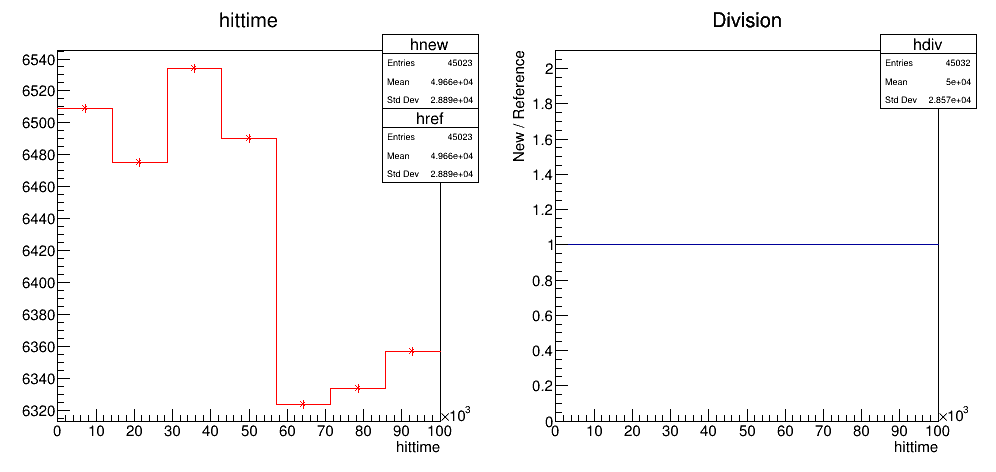 hittime
hnew
Entries 45023
Mean 4.966e+04
Std Dev 2.889e+04
href
Entries 45023
Mean 4.966e+04
Std Dev 2.889e+04
6540
6520
6500
6480
6460
6440
6420
6400
6380
6360
6340
6320
0 10 20 30 40 50 60 70 80 90 100
×10³
hittime
Division
hdiv
Entries 45032
Mean 5e+04
Std Dev 2.857e+04
New / Reference
2
1.8
1.6
1.4
1.2
1
0.8
0.6
0.4
0.2
0
0 10 20 30 40 50 60 70 80 90 100
×10³
hittime